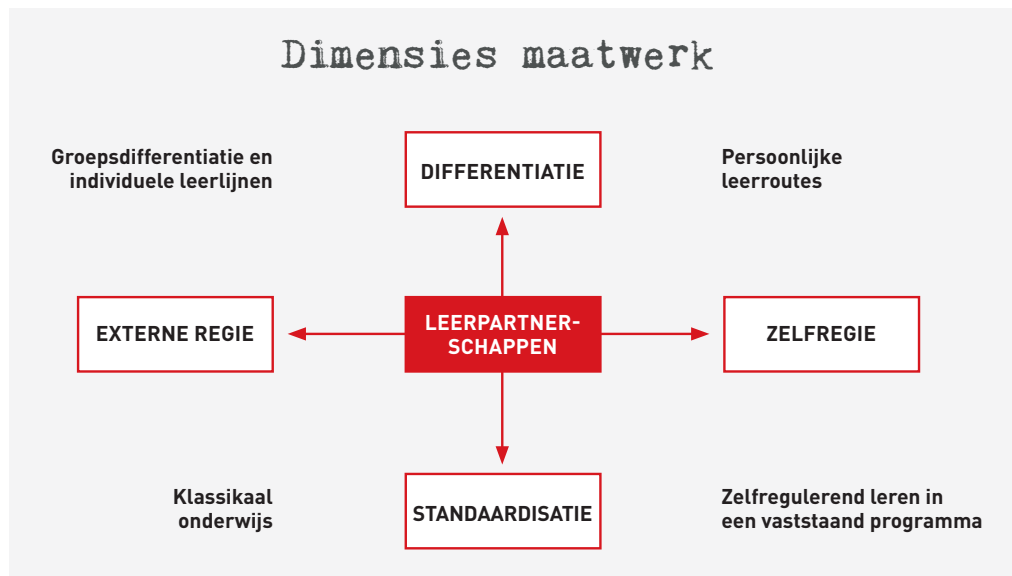 Dimensies maatwerk
Groepsdifferentiatie en
individuele leerlijnen
DIFFERENTIATIE
Persoonlijke
leerroutes
EXTERNE REGIE
LEERPARTNER-
SCHAPPEN
ZELFREGIE
Klassikaal
onderwijs
STANDAARDISATIE
Zelfregulerend leren in
een vaststaand programma